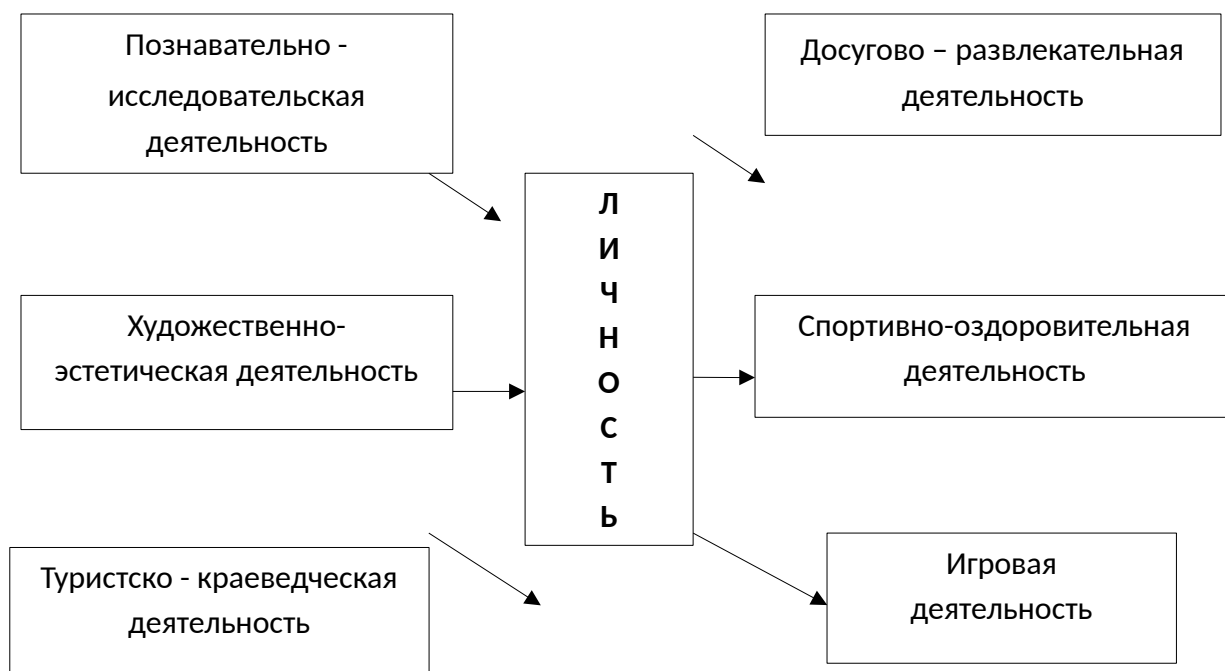 Познавательно -
исследовательская
деятельность
Досугово – развлекательная
деятельность
Л
И
Ч
Н
О
С
Т
Ь
Художественно-
эстетическая деятельность
Спортивно-оздоровительная
деятельность
Туристско - краеведческая
деятельность
Игровая
деятельность